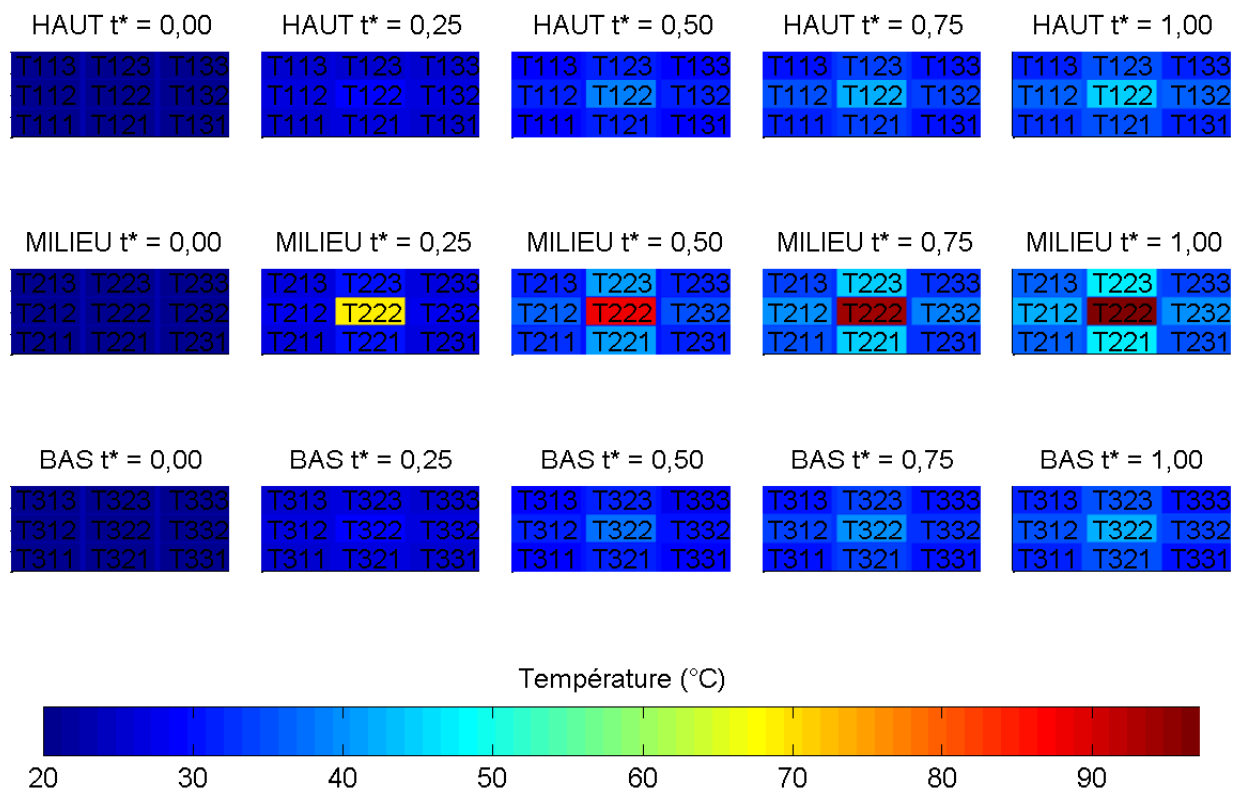 HAUT t* = 0,00 HAUT t* = 0,25 HAUT t* = 0,50 HAUT t* = 0,75 HAUT t* = 1,00
T113 T123 T133 T113 T123 T133 T113 T123 T133 T113 T123 T133 T113 T123 T133
T112 T122 T132 T112 T122 T132 T112 T122 T132 T112 T122 T132 T112 T122 T132
T111 T121 T131 T111 T121 T131 T111 T121 T131 T111 T121 T131 T111 T121 T131
MILIEU t* = 0,00 MILIEU t* = 0,25 MILIEU t* = 0,50 MILIEU t* = 0,75 MILIEU t* = 1,00
T213 T223 T233 T213 T223 T233 T213 T223 T233 T213 T223 T233 T213 T223 T233
T212 T222 T232 T212 T222 T232 T212 T222 T232 T212 T222 T232 T212 T222 T232
T211 T221 T231 T211 T221 T231 T211 T221 T231 T211 T221 T231 T211 T221 T231
BAS t* = 0,00 BAS t* = 0,25 BAS t* = 0,50 BAS t* = 0,75 BAS t* = 1,00
T313 T323 T333 T313 T323 T333 T313 T323 T333 T313 T323 T333 T313 T323 T333
T312 T322 T332 T312 T322 T332 T312 T322 T332 T312 T322 T332 T312 T322 T332
T311 T321 T331 T311 T321 T331 T311 T321 T331 T311 T321 T331 T311 T321 T331
Température (°C)
20 30 40 50 60 70 80 90